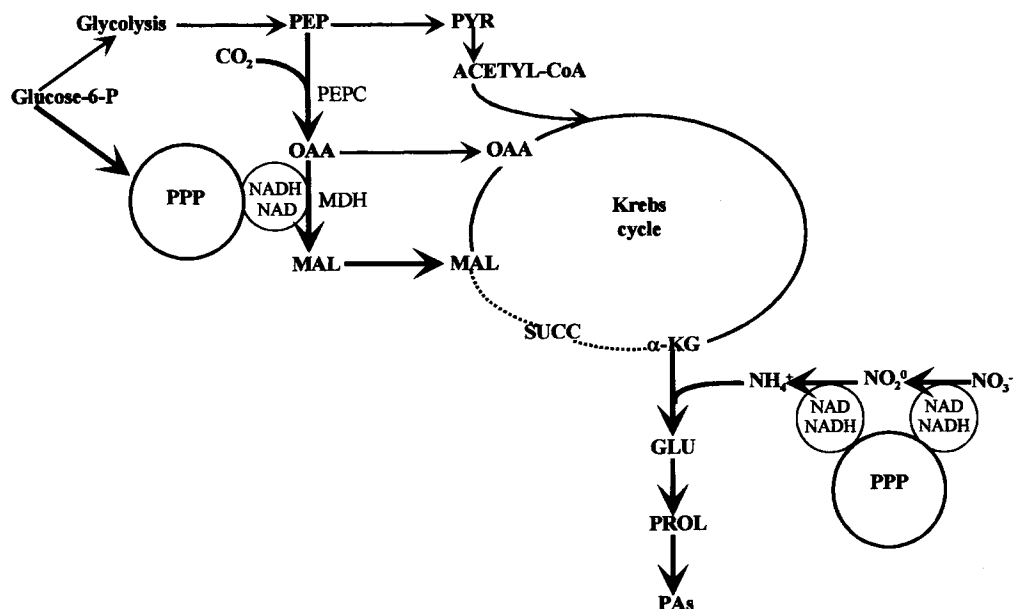 Glycolysis
PEP
PYR
CO₂
ACETYL-CoA
Glucose-6-P
PEPC
OAA
OAA
PPP
NADH
NAD
MDH
Krebs
cycle
MAL
MAL
SUCC
α-KG
NH₄⁺
NO₂⁰
NO₃⁻
NAD
NADH
NAD
NADH
GLU
PPP
PROL
PAs